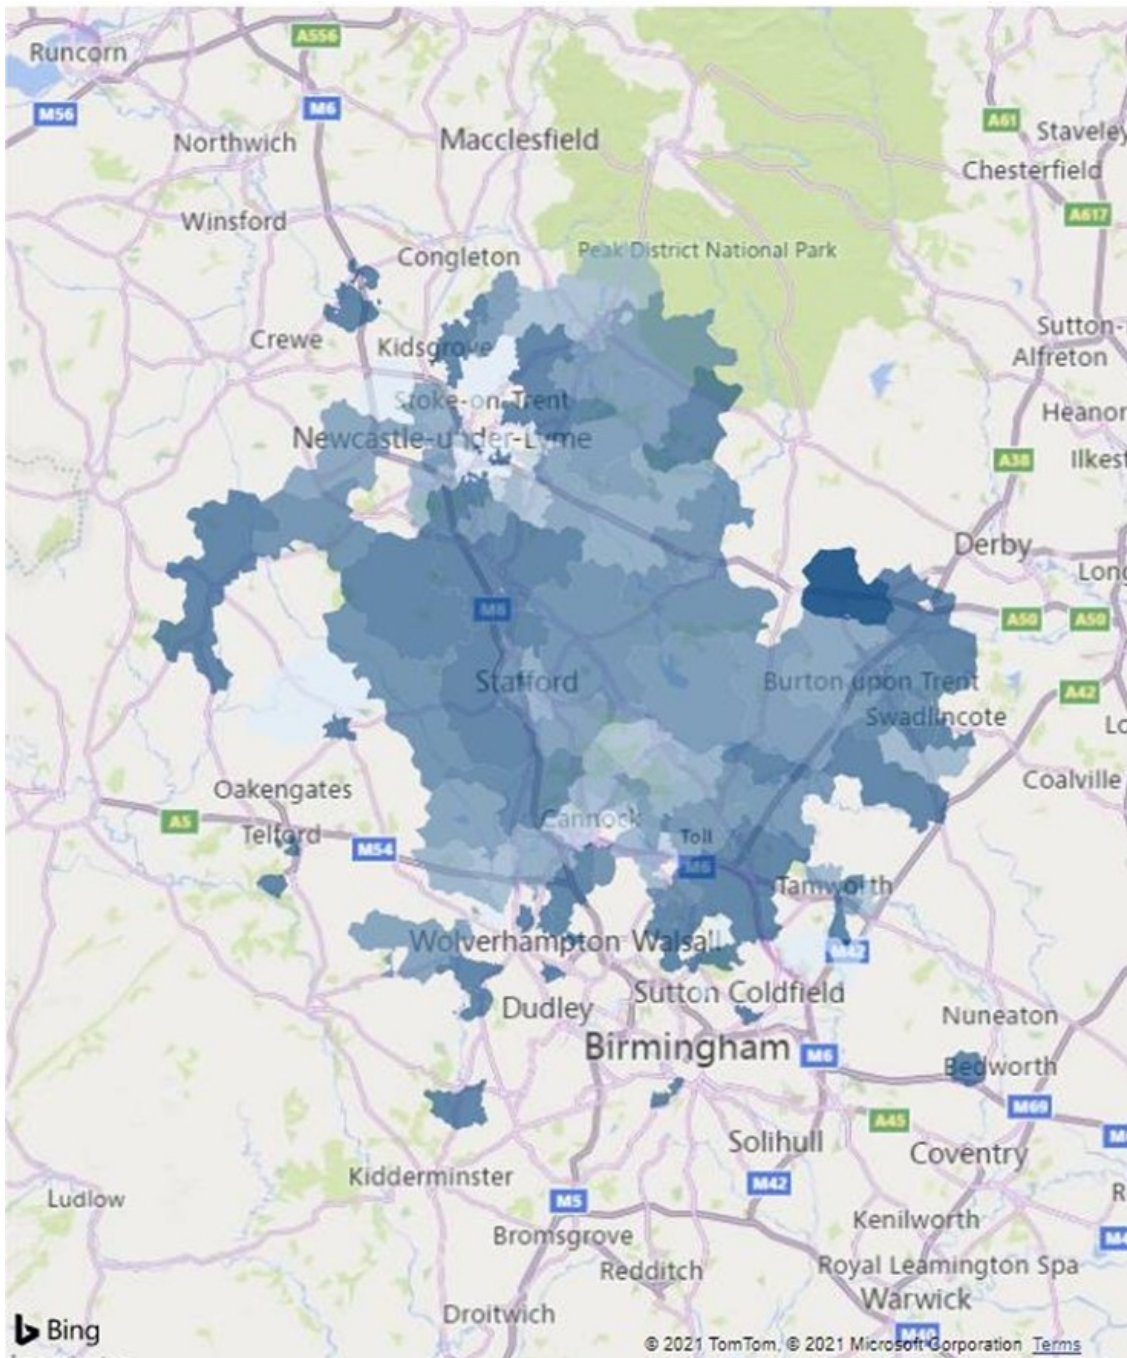 A556
Runcorn
M56
M6
A61
Staveley
Northwich
Macclesfield
Chesterfield
A617
Winsford
Congleton
Peak District National Park
Sutton-
Crewe
Kidsgrove
Alfreton
Stoke-on-Trent
Heanor
Newcastle-under-Lyme
A38
Ilkest
Derby
Long
M6
A50
A50
Stafford
Burton upon Trent
A42
Swadlincote
Lo
Coalville
Oakengates
A5
Telford
M54
Cannock
Toll
M6
Tamworth
Wolverhampton
Walsall
M42
Dudley
Sutton Coldfield
Nuneaton
Birmingham
M6
Bedworth
M69
A45
Solihull
Coventry
Kidderminster
M42
Ludlow
M5
Kenilworth
Bromsgrove
Redditch
Royal Leamington Spa
Warwick
Droitwich
Bing
M40
© 2021 TomTom, © 2021 Microsoft Corporation Terms